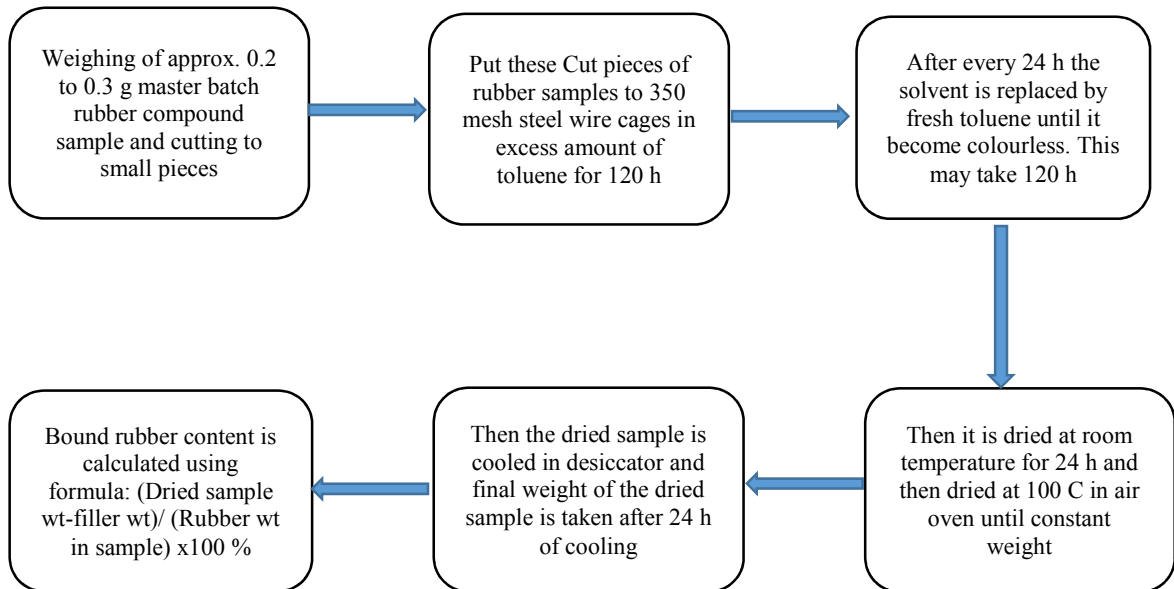 Weighing of approx. 0.2
to 0.3 g master batch
rubber compound
sample and cutting to
small pieces
Put these Cut pieces of
rubber samples to 350
mesh steel wire cages in
excess amount of
toluene for 120 h
After every 24 h the
solvent is replaced by
fresh toluene until it
become colourless. This
may take 120 h
Then it is dried at room
temperature for 24 h and
then dried at 100 C in air
oven until constant
weight
Then the dried sample is
cooled in desiccator and
final weight of the dried
sample is taken after 24 h
of cooling
Bound rubber content is
calculated using
formula: (Dried sample
wt-filler wt)/ (Rubber wt
in sample) x100 %